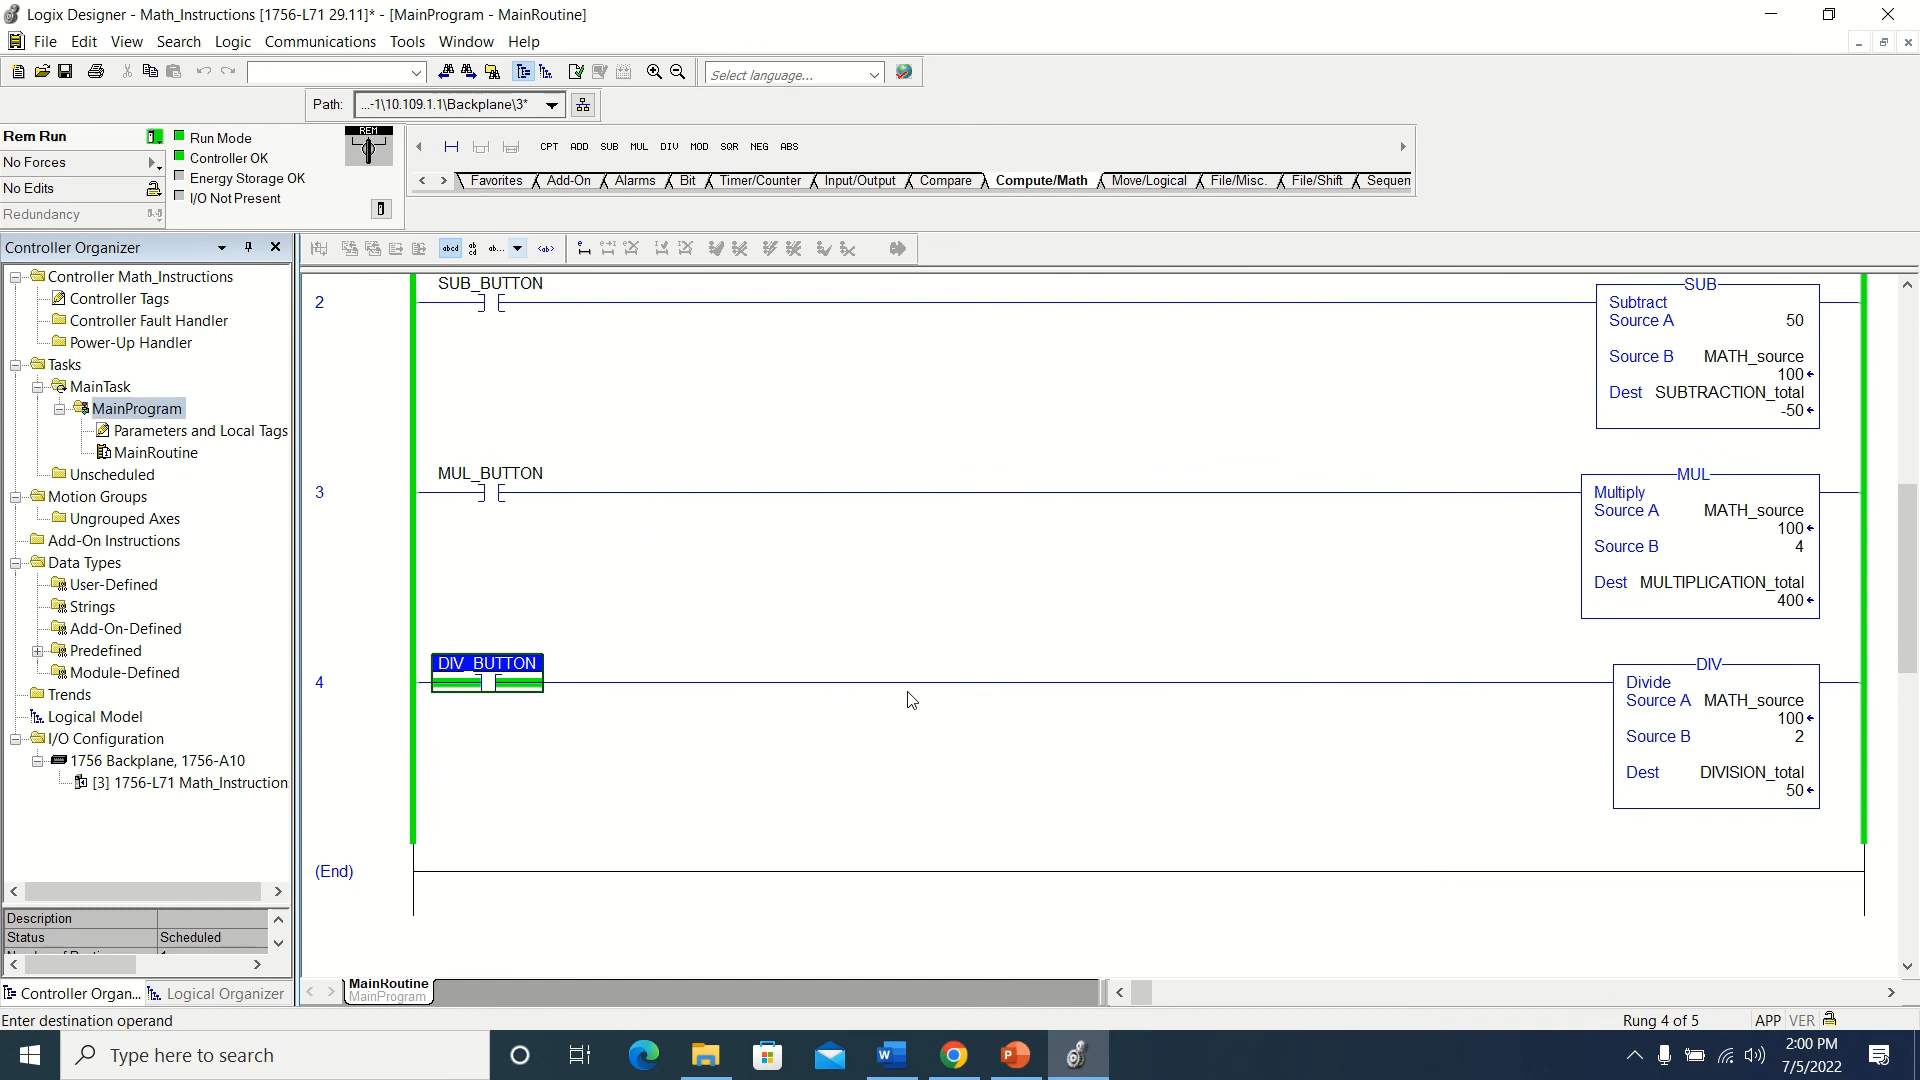 Logix Designer - Math_Instructions [1756-L71 29.11]* - [MainProgram - MainRoutine]
File Edit View Search Logic Communications Tools Window Help
Select language...
Path: ...-1\10.109.1.1\Backplane\3*
Rem Run
No Forces
No Edits
Redundancy
Run Mode
Controller OK
Energy Storage OK
I/O Not Present
REM
CPT ADD SUB MUL DIV MOD SQR NEG ABS
Favorites Add-On Alarms Bit Timer/Counter Input/Output Compare Compute/Math Move/Logical File/Misc. File/Shift Sequen
Controller Organizer
Controller Math_Instructions
Controller Tags
Controller Fault Handler
Power-Up Handler
Tasks
MainTask
MainProgram
Parameters and Local Tags
MainRoutine
Unscheduled
Motion Groups
Ungrouped Axes
Add-On Instructions
Data Types
User-Defined
Strings
Add-On-Defined
Predefined
Module-Defined
Trends
Logical Model
I/O Configuration
1756 Backplane, 1756-A10
[3] 1756-L71 Math_Instruction
Description
Status Scheduled
Controller Organ... Logical Organizer
abcd ab cd ab... <ab>
2
SUB_BUTTON
SUB
Subtract
Source A 50
Source B MATH_source
100
Dest SUBTRACTION_total
-50
3
MUL_BUTTON
MUL
Multiply
Source A MATH_source
100
Source B 4
Dest MULTIPLICATION_total
400
4
DIV_BUTTON
DIV
Divide
Source A MATH_source
100
Source B 2
Dest DIVISION_total
50
(End)
MainRoutine
MainProgram
Enter destination operand
Rung 4 of 5 APP VER
Type here to search
2:00 PM
7/5/2022